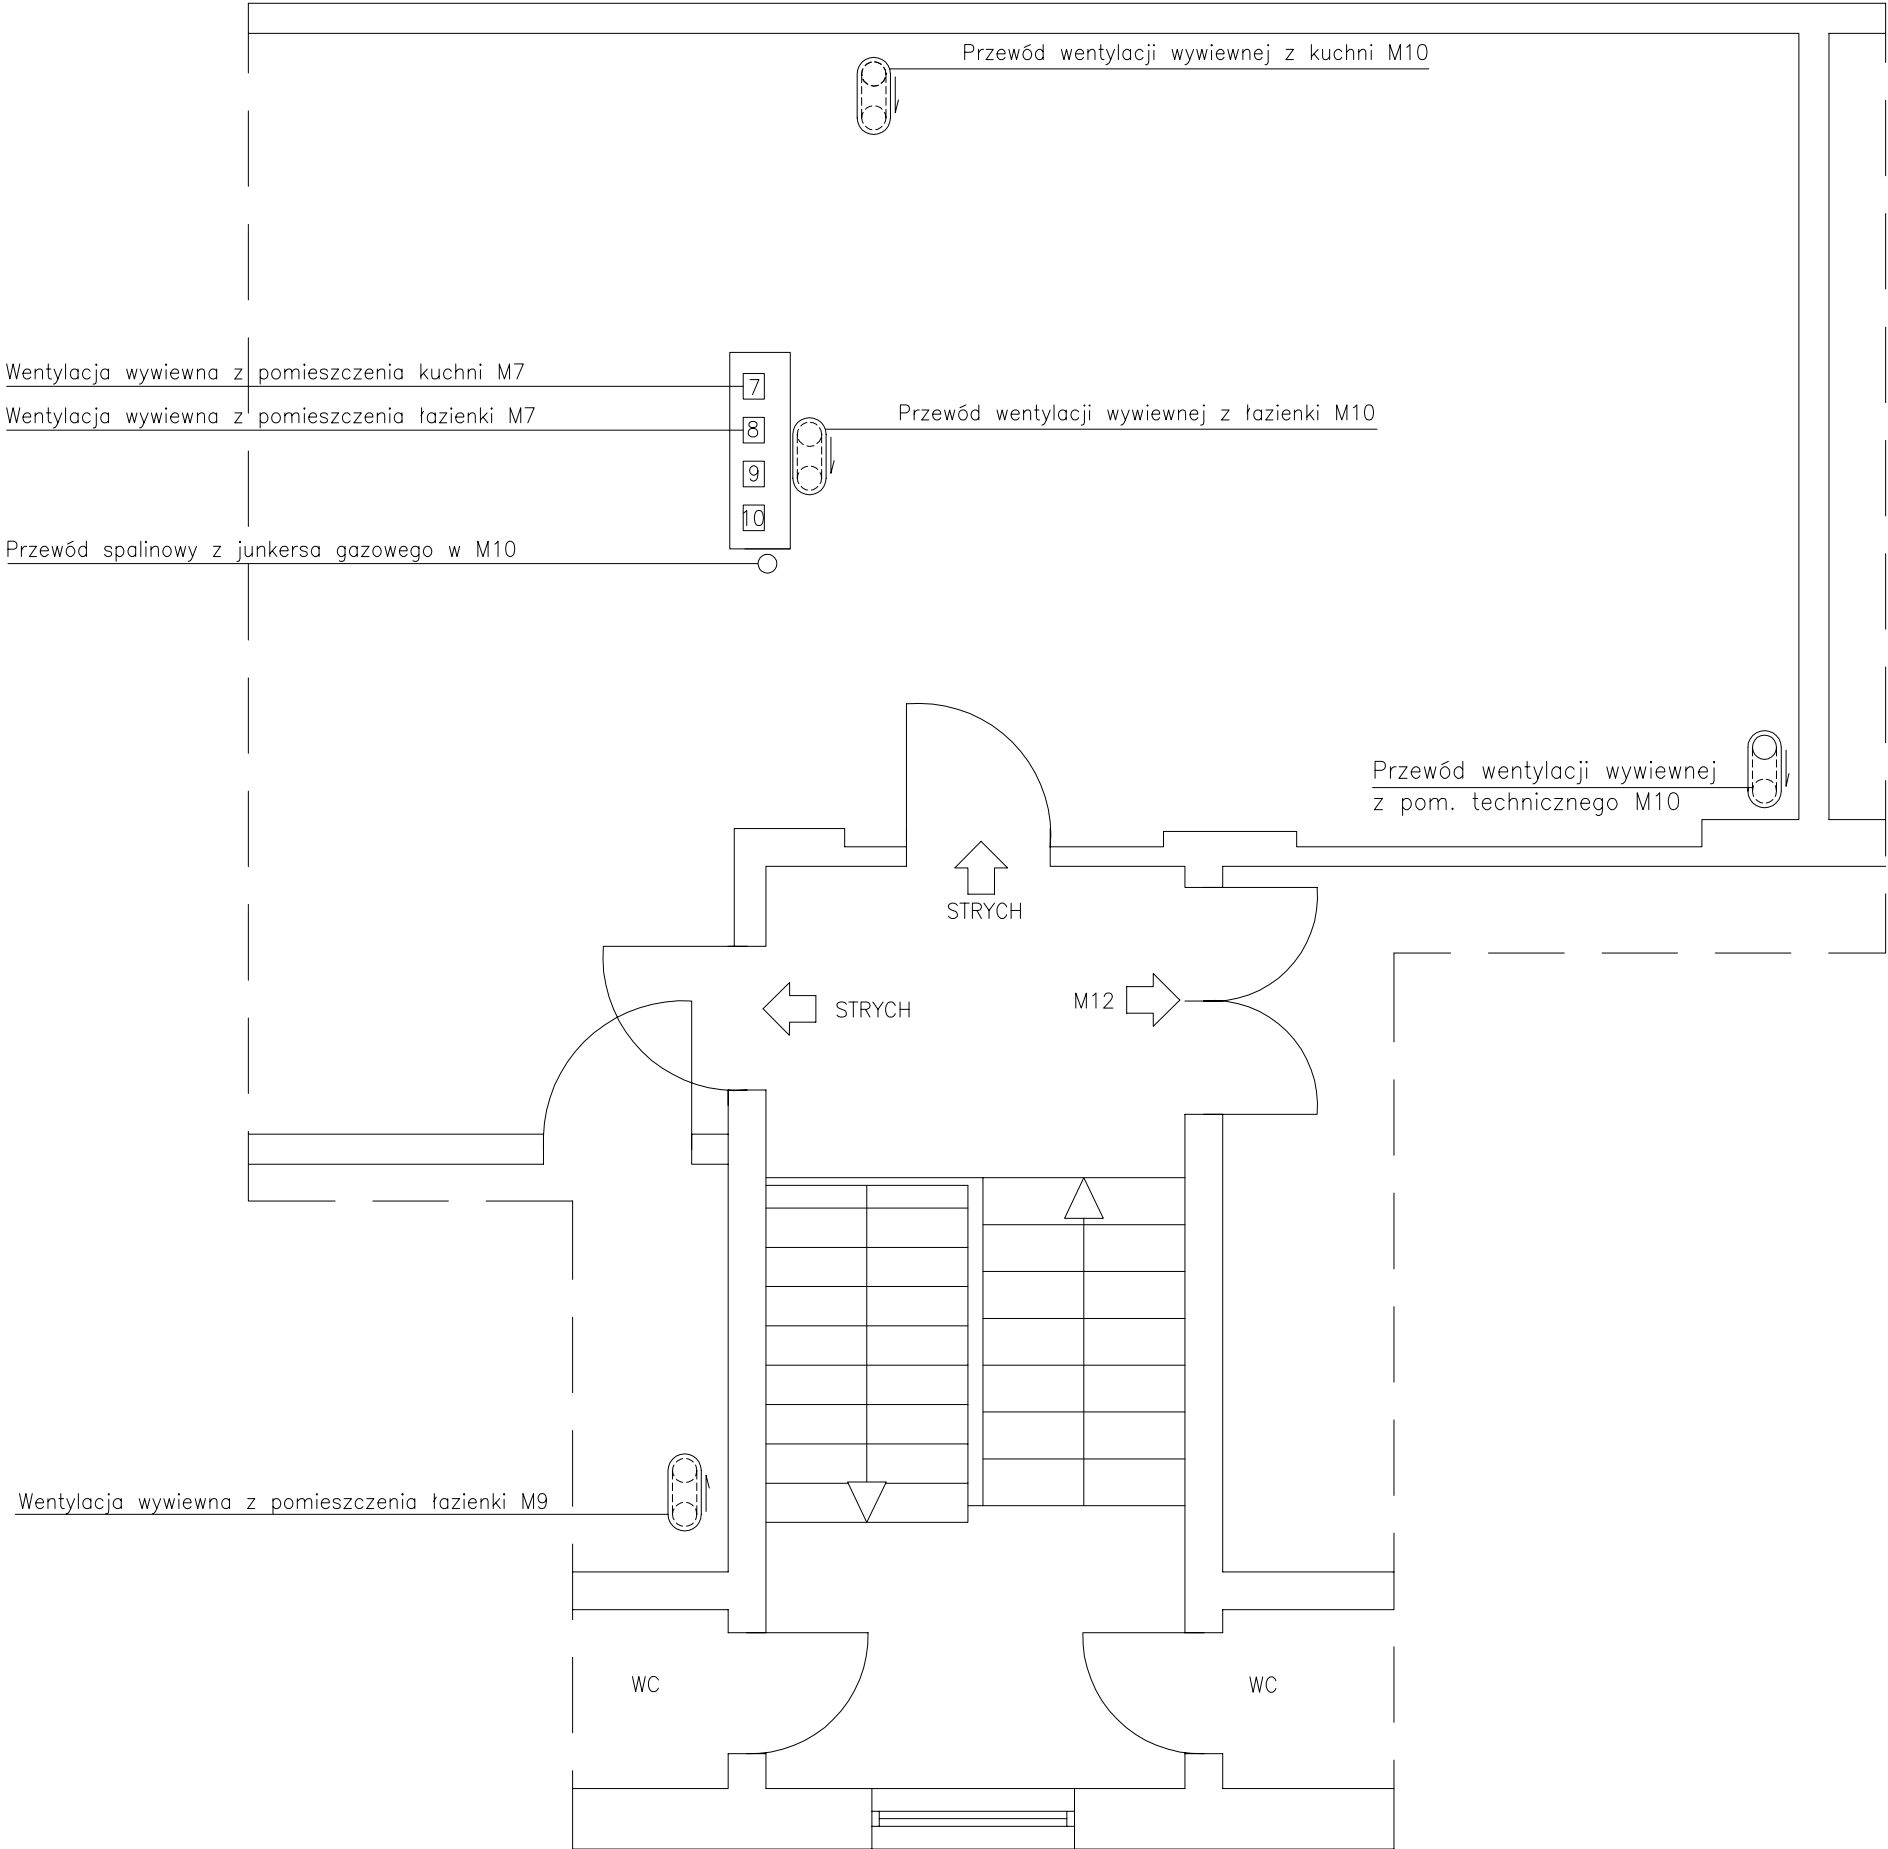 Przewód wentylacji wywiewnej z kuchni M10
Wentylacja wywiewna z pomieszczenia kuchni M7
7
Wentylacja wywiewna z pomieszczenia łazienki M7
8
Przewód wentylacji wywiewnej z łazienki M10
9
10
Przewód spalinowy z junkersa gazowego w M10
Przewód wentylacji wywiewnej
z pom. technicznego M10
STRYCH
STRYCH
M12
Wentylacja wywiewna z pomieszczenia łazienki M9
WC
WC